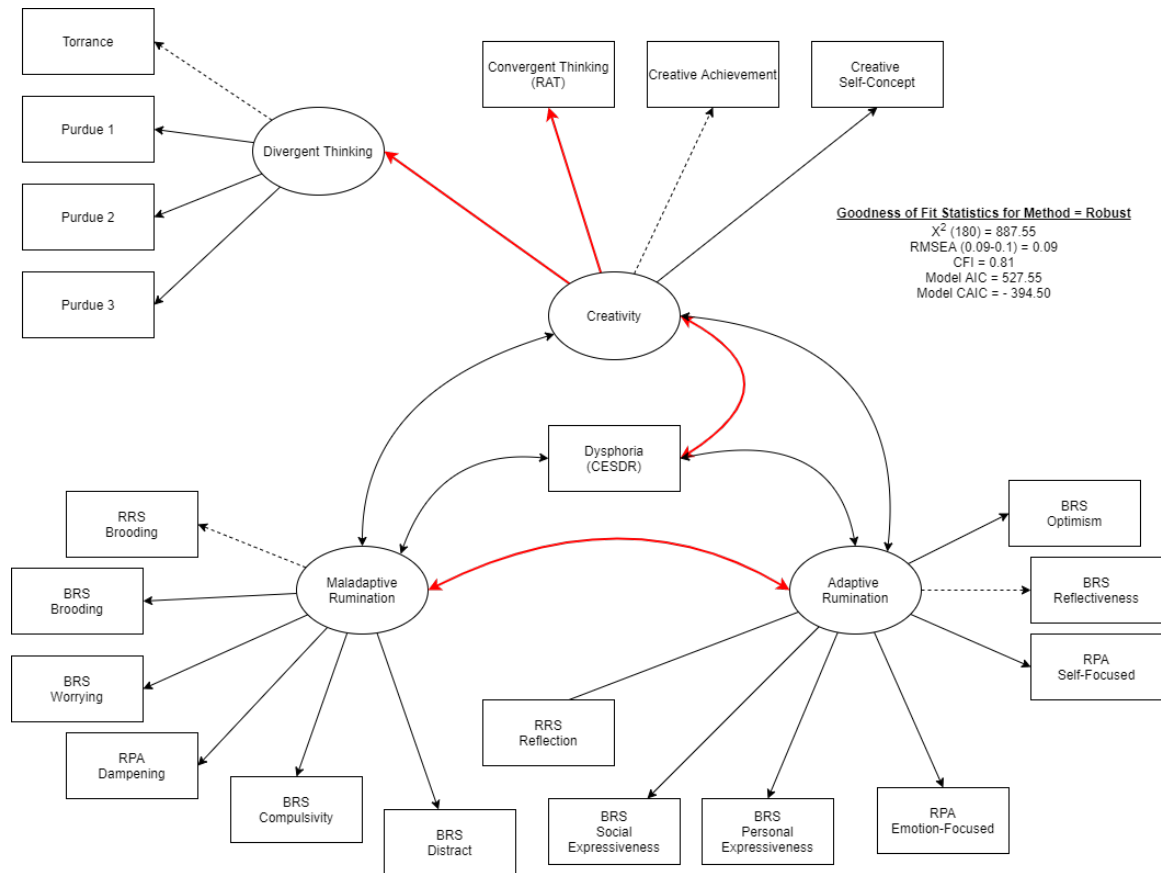 Torrance
Purdue 1
Purdue 2
Purdue 3
Divergent Thinking
Convergent Thinking
(RAT)
Creative Achievement
Creative
Self-Concept
Goodness of Fit Statistics for Method = Robust
X² (180) = 887.55
RMSEA (0.09-0.1) = 0.09
CFI = 0.81
Model AIC = 527.55
Model CAIC = - 394.50
Creativity
Dysphoria
(CESDR)
RRS
Brooding
BRS
Brooding
BRS
Worrying
RPA
Dampening
BRS
Compulsivity
BRS
Distract
Maladaptive
Rumination
Adaptive
Rumination
BRS
Optimism
BRS
Reflectiveness
RPA
Self-Focused
RRS
Reflection
BRS
Social
Expressiveness
BRS
Personal
Expressiveness
RPA
Emotion-Focused